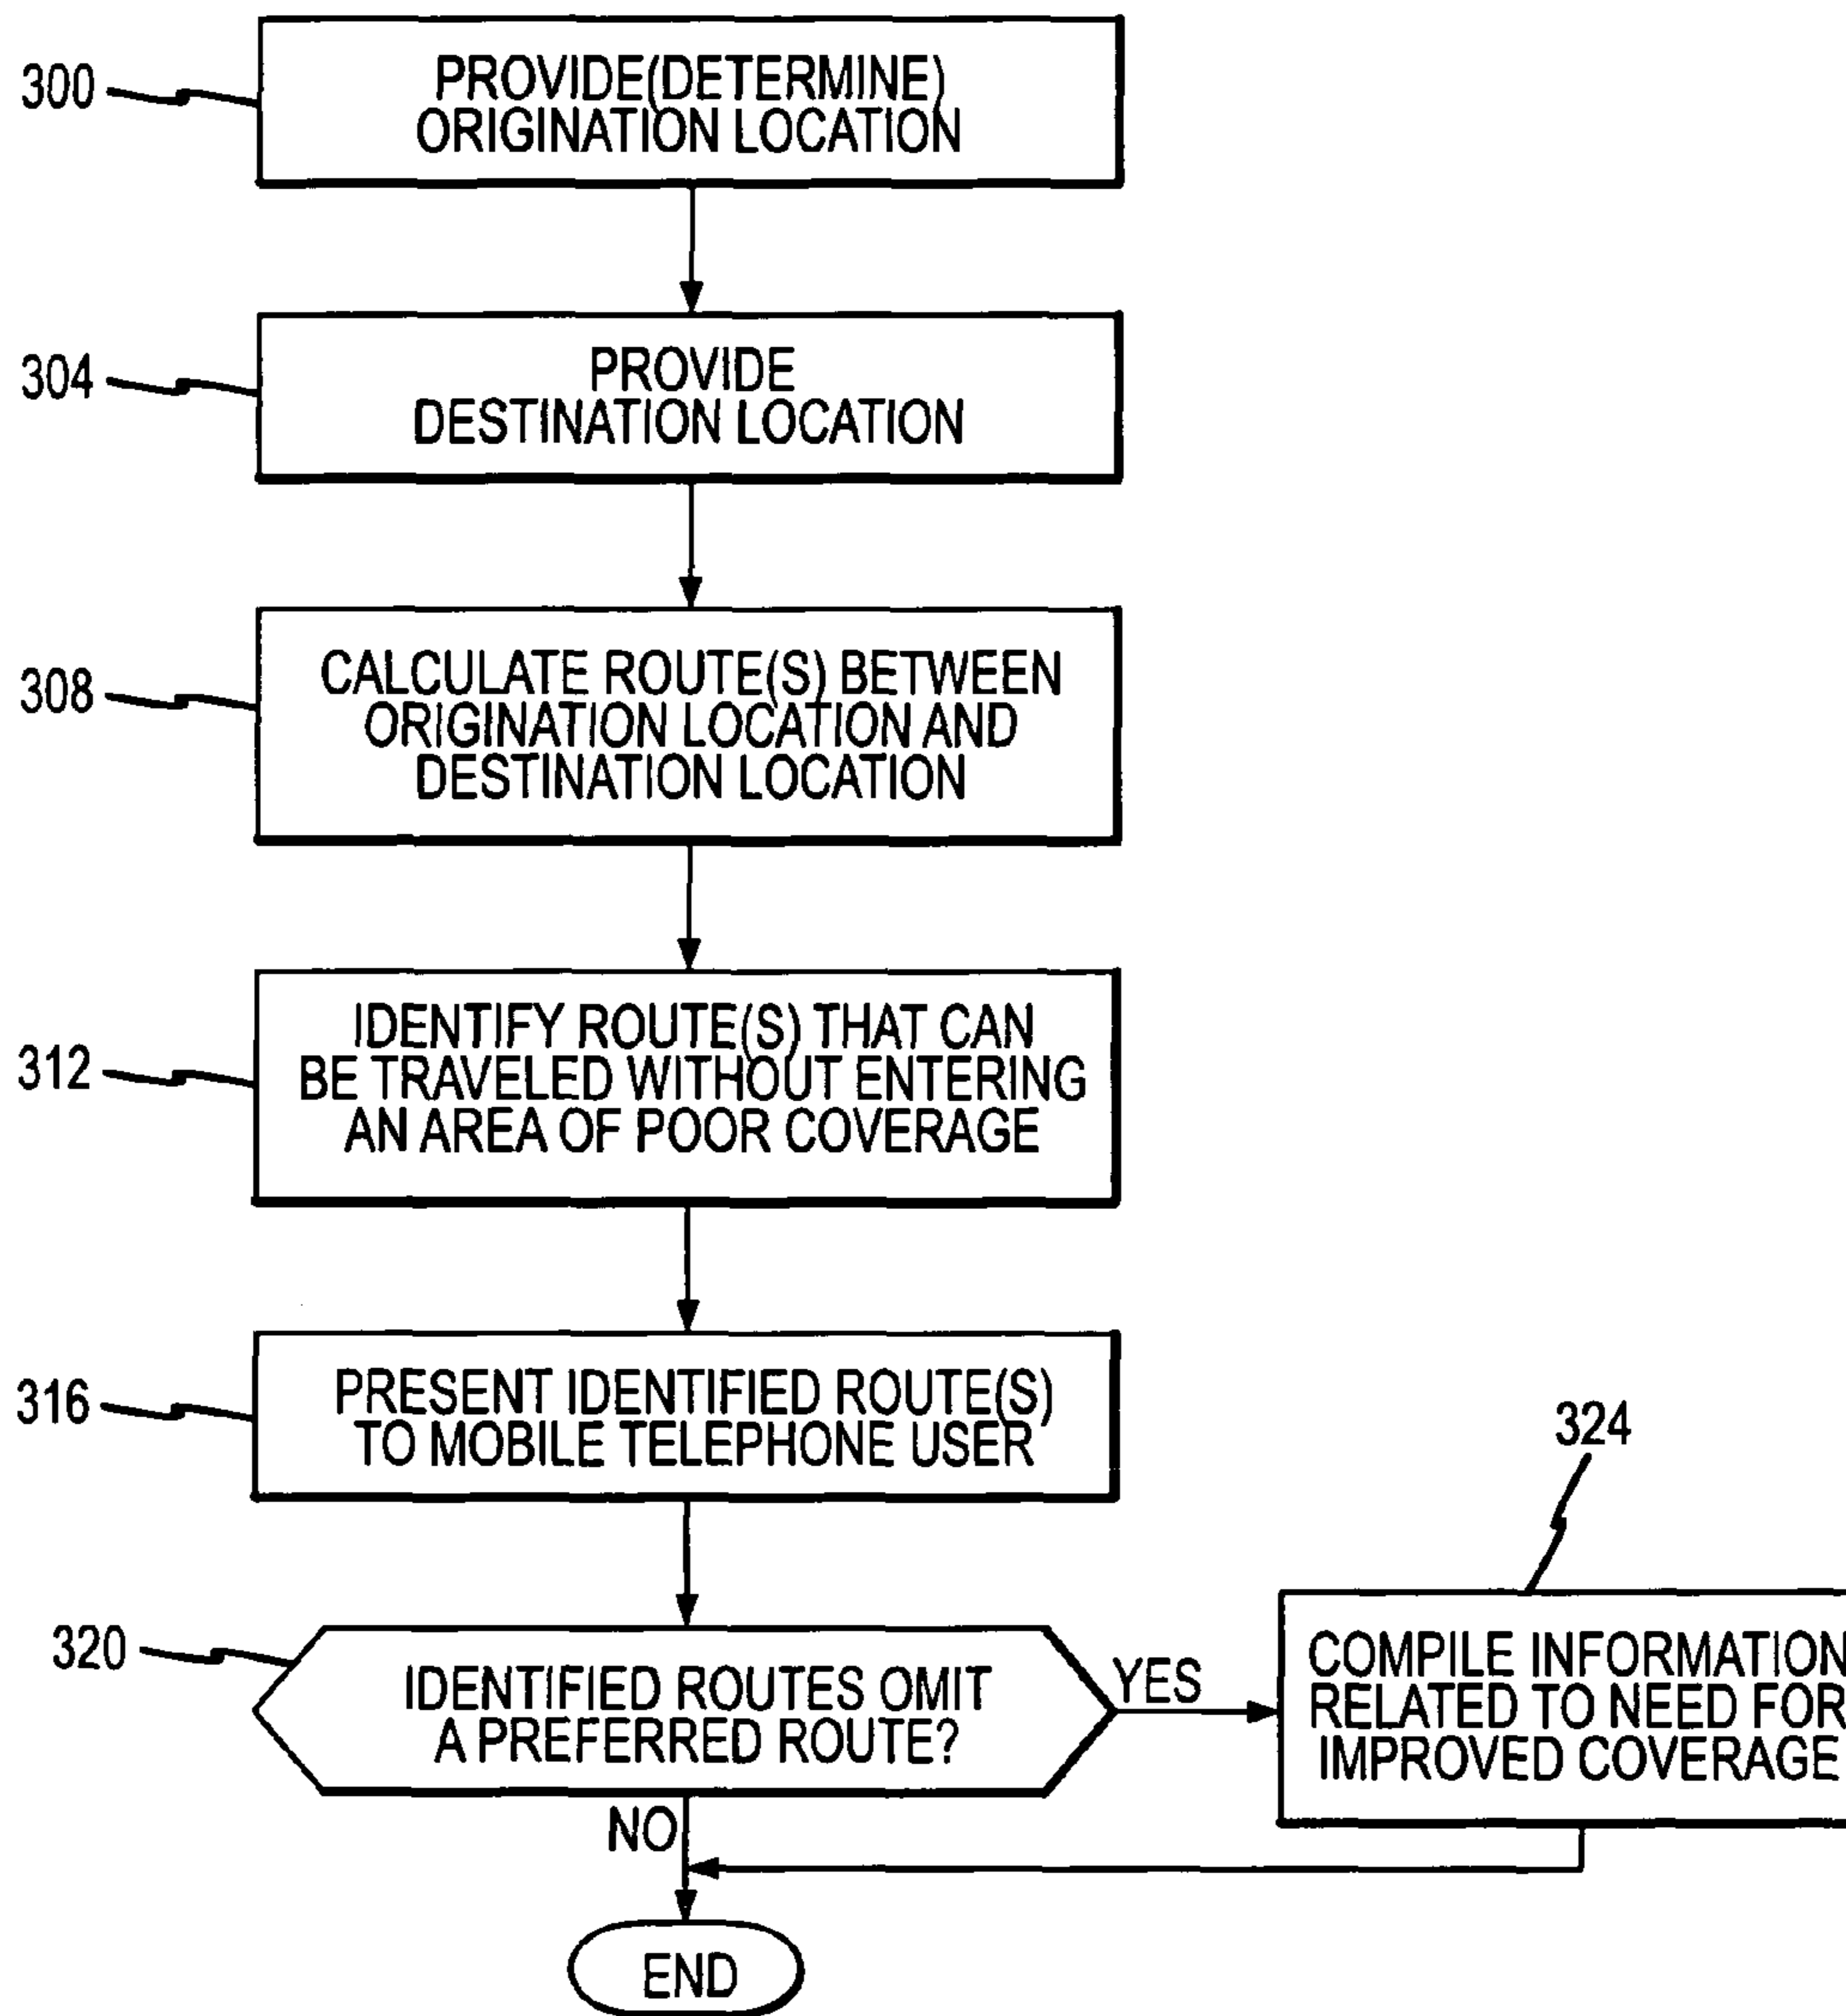 300
PROVIDE(DETERMINE)
ORIGINATION LOCATION
304
PROVIDE
DESTINATION LOCATION
308
CALCULATE ROUTE(S) BETWEEN
ORIGINATION LOCATION AND
DESTINATION LOCATION
312
IDENTIFY ROUTE(S) THAT CAN
BE TRAVELED WITHOUT ENTERING
AN AREA OF POOR COVERAGE
316
PRESENT IDENTIFIED ROUTE(S)
TO MOBILE TELEPHONE USER
320
IDENTIFIED ROUTES OMIT
A PREFERRED ROUTE?
YES
324
COMPILE INFORMATION
RELATED TO NEED FOR
IMPROVED COVERAGE
NO
END